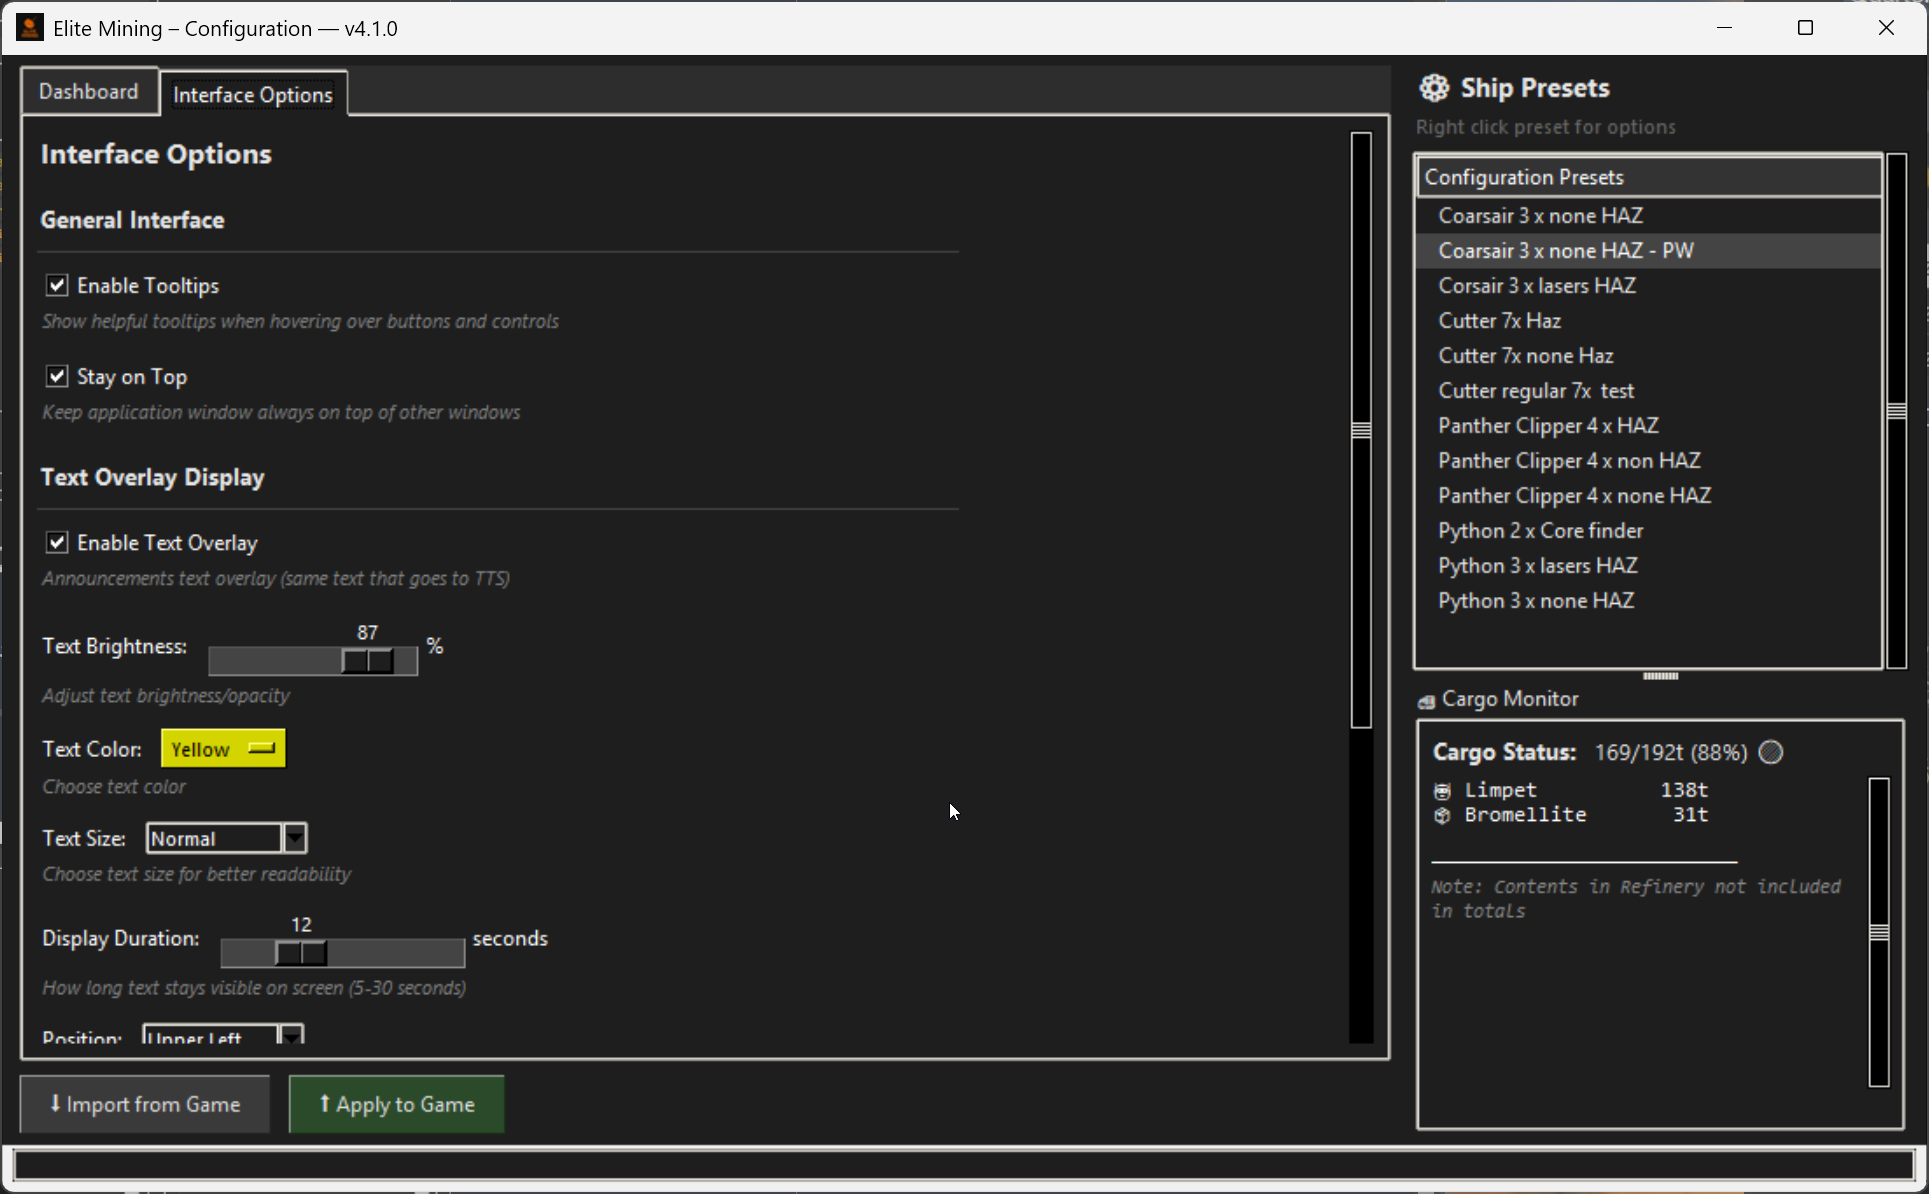 Elite Mining – Configuration — v4.1.0
Dashboard
Interface Options
Interface Options
General Interface
Enable Tooltips
Show helpful tooltips when hovering over buttons and controls
Stay on Top
Keep application window always on top of other windows
Text Overlay Display
Enable Text Overlay
Announcements text overlay (same text that goes to TTS)
87
Text Brightness: %
Adjust text brightness/opacity
Text Color: Yellow
Choose text color
Text Size: Normal
Choose text size for better readability
12
Display Duration: seconds
How long text stays visible on screen (5-30 seconds)
Position: Upper Left
Import from Game
Apply to Game
Ship Presets
Right click preset for options
Configuration Presets
Coarsair 3 x none HAZ
Coarsair 3 x none HAZ - PW
Corsair 3 x lasers HAZ
Cutter 7x Haz
Cutter 7x none Haz
Cutter regular 7x  test
Panther Clipper 4 x HAZ
Panther Clipper 4 x non HAZ
Panther Clipper 4 x none HAZ
Python 2 x Core finder
Python 3 x lasers HAZ
Python 3 x none HAZ
Cargo Monitor
Cargo Status: 169/192t (88%)
Limpet 138t
Bromellite 31t
Note: Contents in Refinery not included
in totals